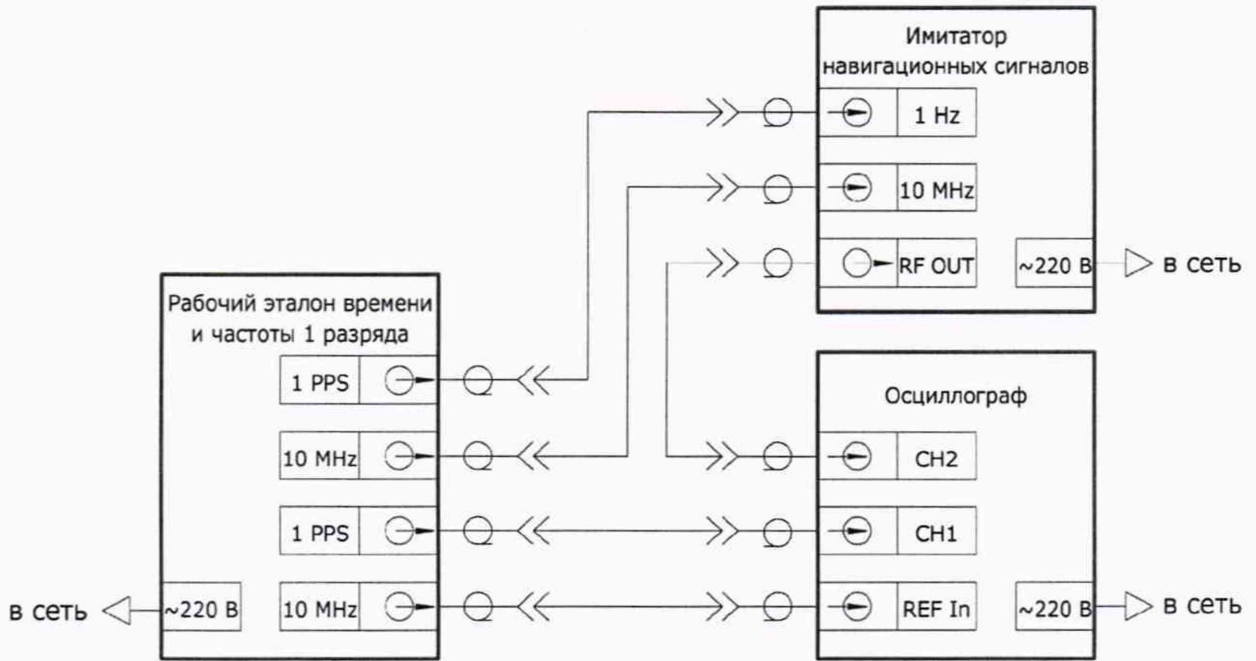 Имитатор
навигационных сигналов
1 Hz
10 MHz
RF OUT
~220 В
в сеть
Рабочий эталон времени
и частоты 1 разряда
1 PPS
10 MHz
1 PPS
10 MHz
~220 В
в сеть
Осциллограф
CH2
CH1
REF In
~220 В
в сеть